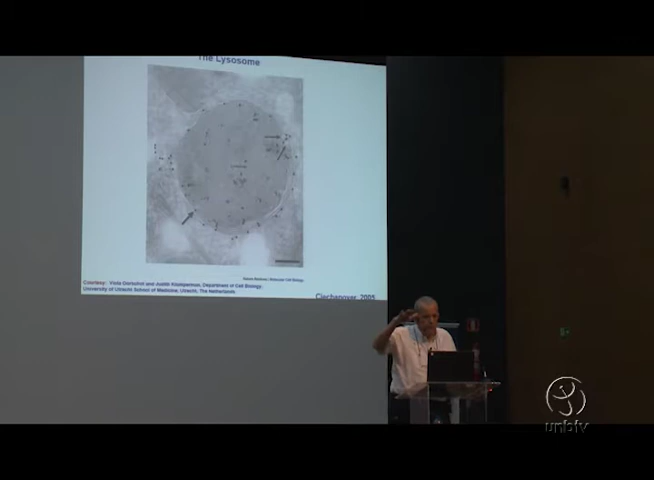 The Lysosome
Courtesy: Viola Oorschot and Judith Klumperman, Department of Cell Biology,
University of Utrecht School of Medicine, Utrecht, The Netherlands
Ciechanover, 2005
unbtv